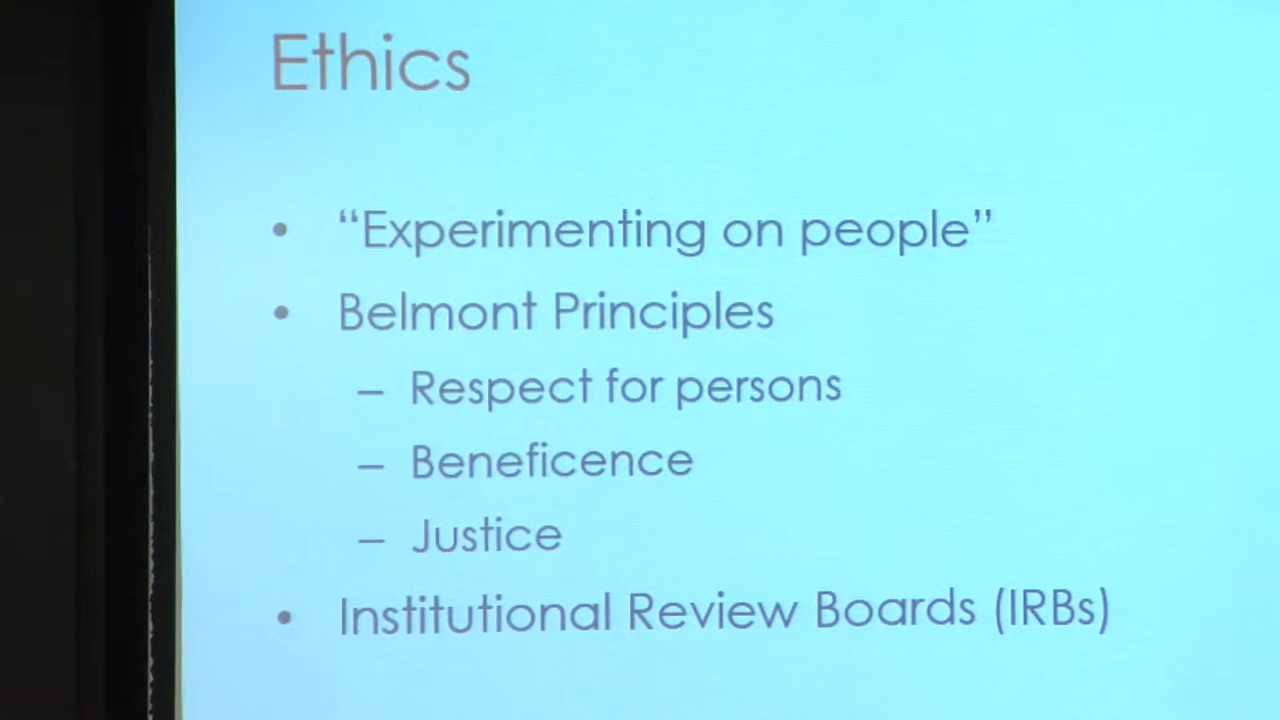 Ethics
• “Experimenting on people”
• Belmont Principles
– Respect for persons
– Beneficence
– Justice
• Institutional Review Boards (IRBs)